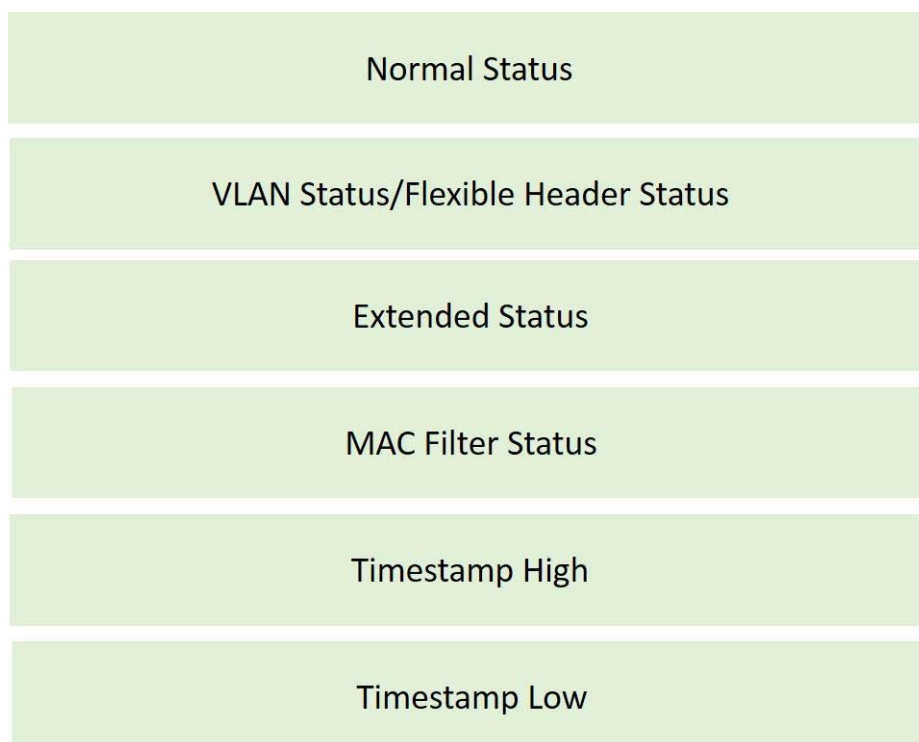 Normal Status
VLAN Status/Flexible Header Status
Extended Status
MAC Filter Status
Timestamp High
Timestamp Low